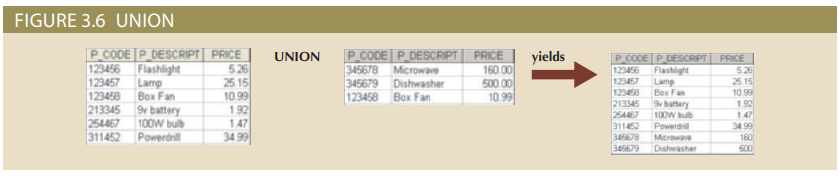 FIGURE 3.6 UNION
P_CODE P_DESCRIPT PRICE
123456 Flashlight 5.26
123457 Lamp 25.15
123458 Box Fan 10.99
213345 9v battery 1.92
254467 100W bulb 1.47
311452 Powerdrill 34.99
UNION
P_CODE P_DESCRIPT PRICE
345678 Microwave 160.00
345679 Dishwasher 500.00
123458 Box Fan 10.99
yields
P_CODE P_DESCRIPT PRICE
123456 Flashlight 5.26
123457 Lamp 25.15
123458 Box Fan 10.99
213345 9v battery 1.92
254467 100W bulb 1.47
311452 Powerdrill 34.99
345678 Microwave 160
345679 Dishwasher 500